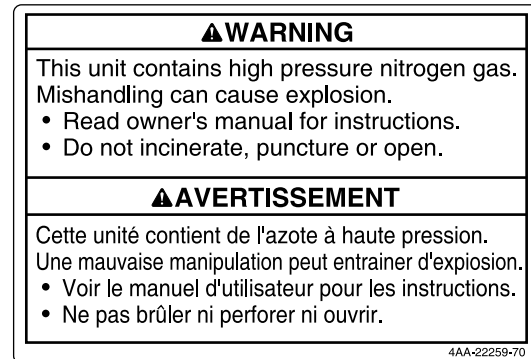 ⚠WARNING
This unit contains high pressure nitrogen gas.
Mishandling can cause explosion.
• Read owner's manual for instructions.
• Do not incinerate, puncture or open.
⚠AVERTISSEMENT
Cette unité contient de l'azote à haute pression.
Une mauvaise manipulation peut entrainer d'explosion.
• Voir le manuel d'utilisateur pour les instructions.
• Ne pas brûler ni perforer ni ouvrir.
4AA-22259-70